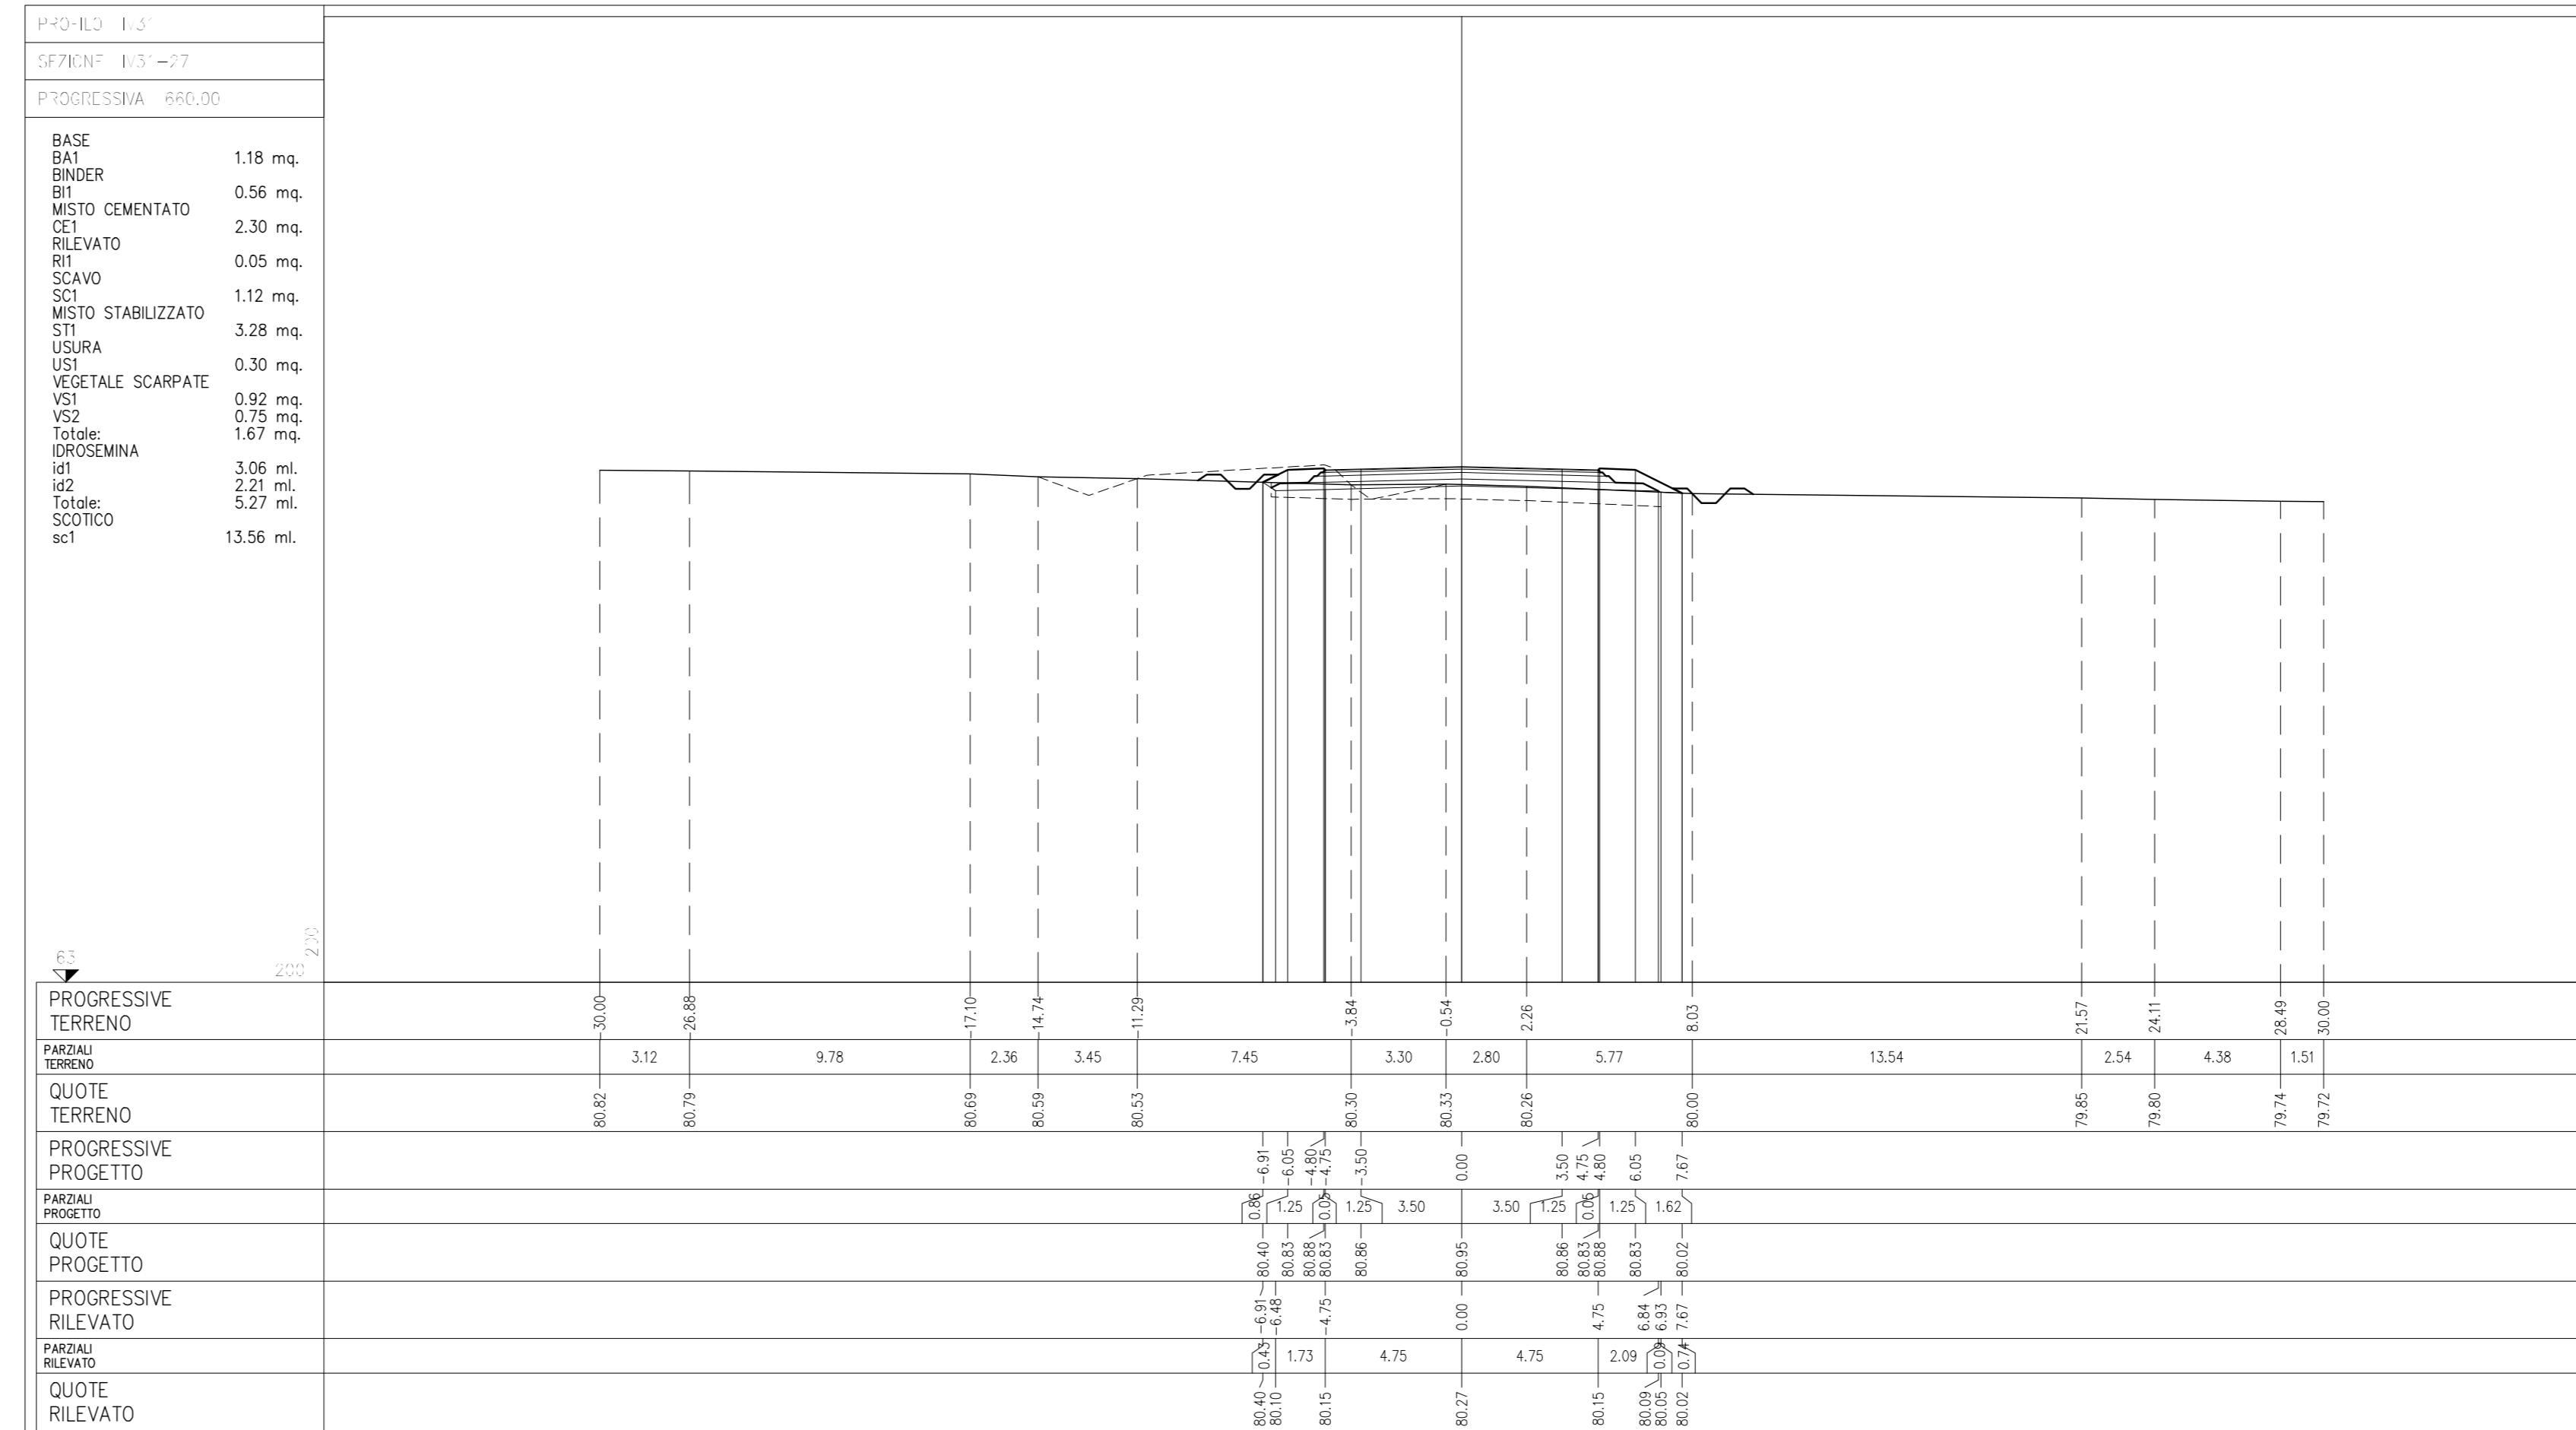 PROFILO IV31
SEZIONE IV31-27
PROGRESSIVA 660.00
BASE
BA1 1.18 mq.
BINDER
BI1 0.56 mq.
MISTO CEMENTATO
CE1 2.30 mq.
RILEVATO
RI1 0.05 mq.
SCAVO
SC1 1.12 mq.
MISTO STABILIZZATO
ST1 3.28 mq.
USURA
US1 0.30 mq.
VEGETALE SCARPATE
VS1 0.92 mq.
VS2 0.75 mq.
Totale: 1.67 mq.
IDROSEMINA
id1 3.06 ml.
id2 2.21 ml.
Totale: 5.27 ml.
SCOTICO
sc1 13.56 ml.
63 200 200
PROGRESSIVE
TERRENO
-30.00 -26.88 -17.10 -14.74 -11.29 -3.84 -0.54 2.26 8.03 21.57 24.11 28.49 30.00
PARZIALI
TERRENO
3.12 9.78 2.36 3.45 7.45 3.30 2.80 5.77 13.54 2.54 4.38 1.51
QUOTE
TERRENO
80.82 80.79 80.69 80.59 80.53 80.30 80.33 80.26 80.00 79.85 79.80 79.74 79.72
PROGRESSIVE
PROGETTO
-6.91 -6.05 -4.80 -4.75 -3.50 0.00 3.50 4.75 4.80 6.05 7.67
PARZIALI
PROGETTO
0.86 1.25 0.05 1.25 3.50 3.50 1.25 0.05 1.25 1.62
QUOTE
PROGETTO
80.40 80.83 80.88 80.83 80.86 80.95 80.86 80.83 80.88 80.83 80.02
PROGRESSIVE
RILEVATO
-6.91 -6.48 -4.75 0.00 4.75 6.84 6.93 7.67
PARZIALI
RILEVATO
0.43 1.73 4.75 4.75 2.09 0.09 0.74
QUOTE
RILEVATO
80.40 80.10 80.15 80.27 80.15 80.09 80.05 80.02